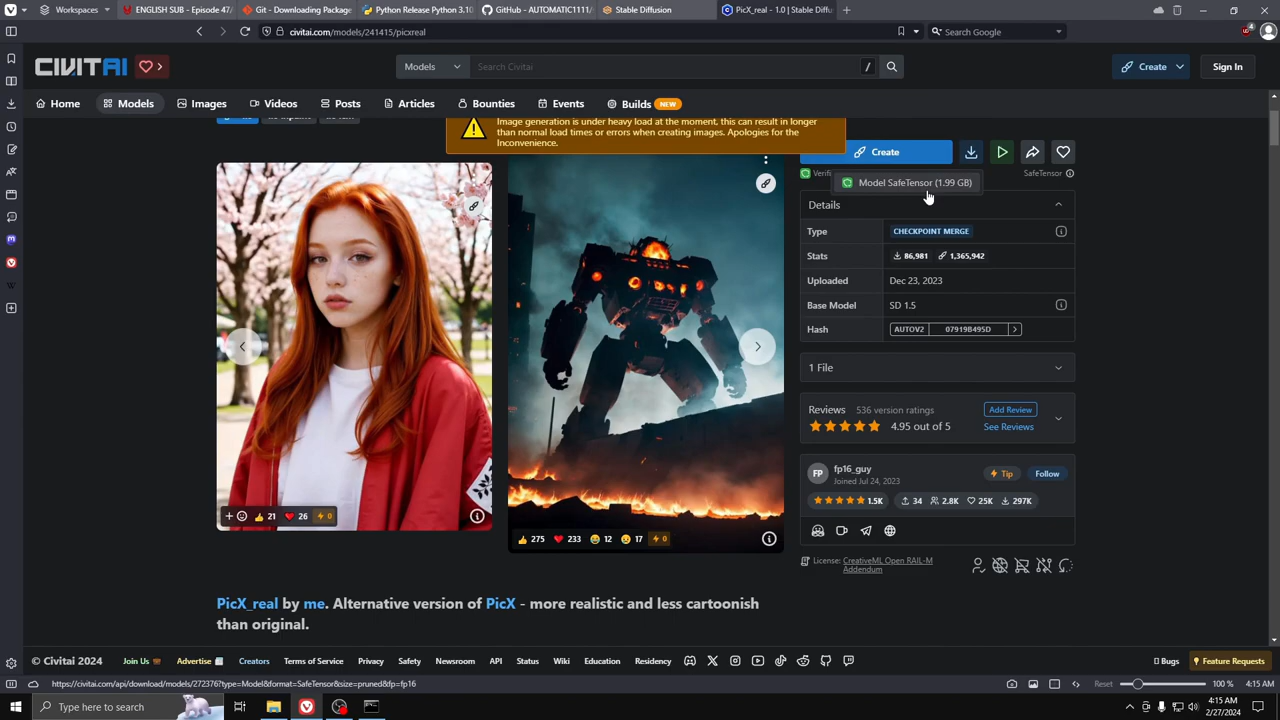 Workspaces
ENGLISH SUB - Episode 47
Git - Downloading Package
Python Release Python 3.10
GitHub - AUTOMATIC1111/
Stable Diffusion
PicX_real - 1.0 | Stable Diffu
civitai.com/models/241415/picxreal
Search Google
4
CIVITAI
Models
Search Civitai
/
Create
Sign In
Home
Models
Images
Videos
Posts
Articles
Bounties
Events
Builds NEW
Image generation is under heavy load at the moment, this can result in longer
than normal load times or errors when creating images. Apologies for the
Inconvenience.
Create
Verifi
SafeTensor
Model SafeTensor (1.99 GB)
Details
Type CHECKPOINT MERGE
Stats 86,981 1,365,942
Uploaded Dec 23, 2023
Base Model SD 1.5
Hash AUTOV2 07919B495D
1 File
Reviews 536 version ratings Add Review
4.95 out of 5 See Reviews
FP fp16_guy Tip Follow
Joined Jul 24, 2023
1.5K 34 2.8K 25K 297K
21 26 0
275 233 12 17 0
License: CreativeML Open RAIL-M
Addendum
PicX_real by me. Alternative version of PicX - more realistic and less cartoonish
than original.
© Civitai 2024 Join Us Advertise Creators Terms of Service Privacy Safety Newsroom API Status Wiki Education Residency Bugs Feature Requests
https://civitai.com/api/download/models/272376?type=Model&format=SafeTensor&size=pruned&fp=fp16
Reset 100 % 4:15 AM
Type here to search
4:15 AM
2/27/2024